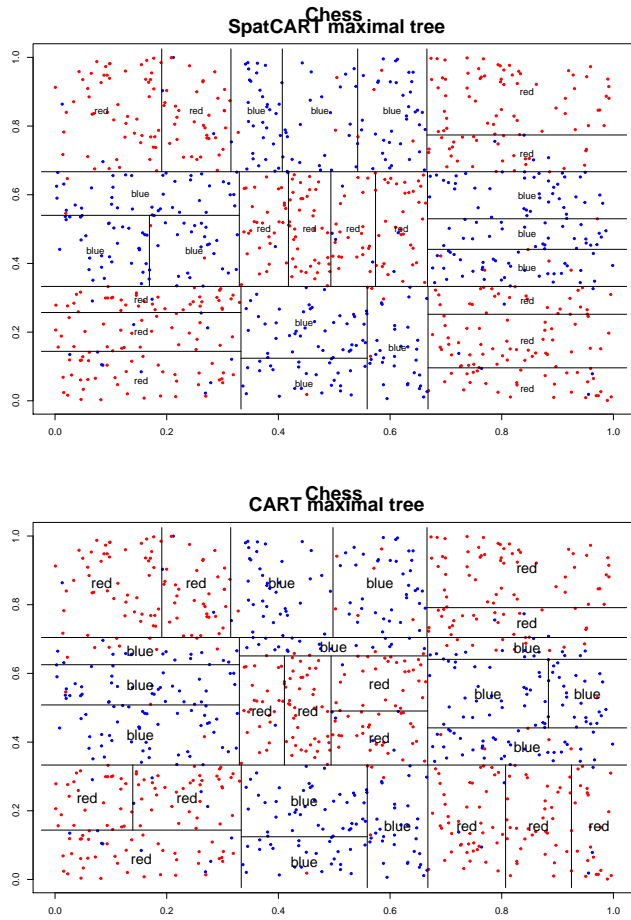 Chess
SpatCART maximal tree
1.0
red red blue blue blue red
0.8
red
0.6
blue blue
red red red red
blue blue blue
0.4
blue
red red
blue
0.2
red red
blue
red blue red
0.0
0.0 0.2 0.4 0.6 0.8 1.0
Chess
CART maximal tree
1.0
red red blue blue red
0.8
red
blue blue blue
0.6
blue red blue blue
red red
blue red blue
0.4
red red blue red red red
0.2
blue
red blue
0.0
0.0 0.2 0.4 0.6 0.8 1.0